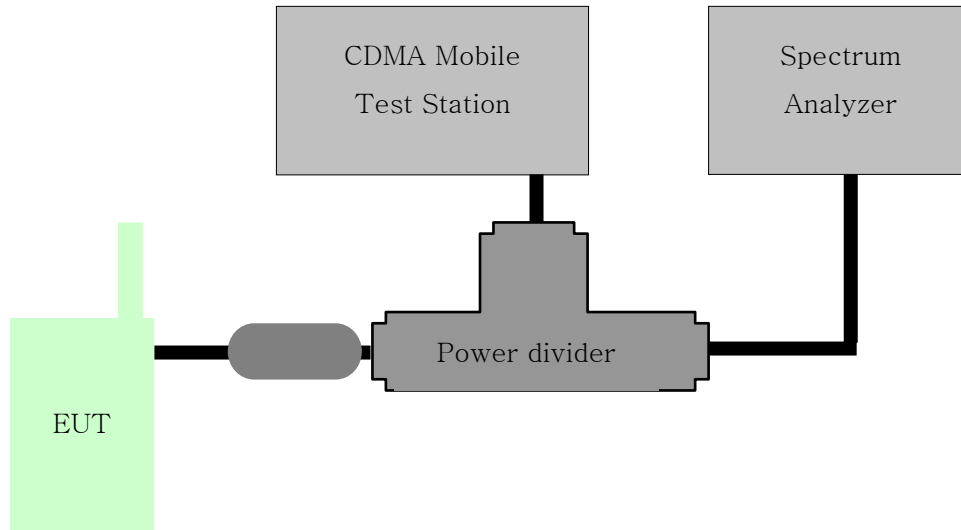 CDMA Mobile
Test Station
Spectrum
Analyzer
Power divider
EUT